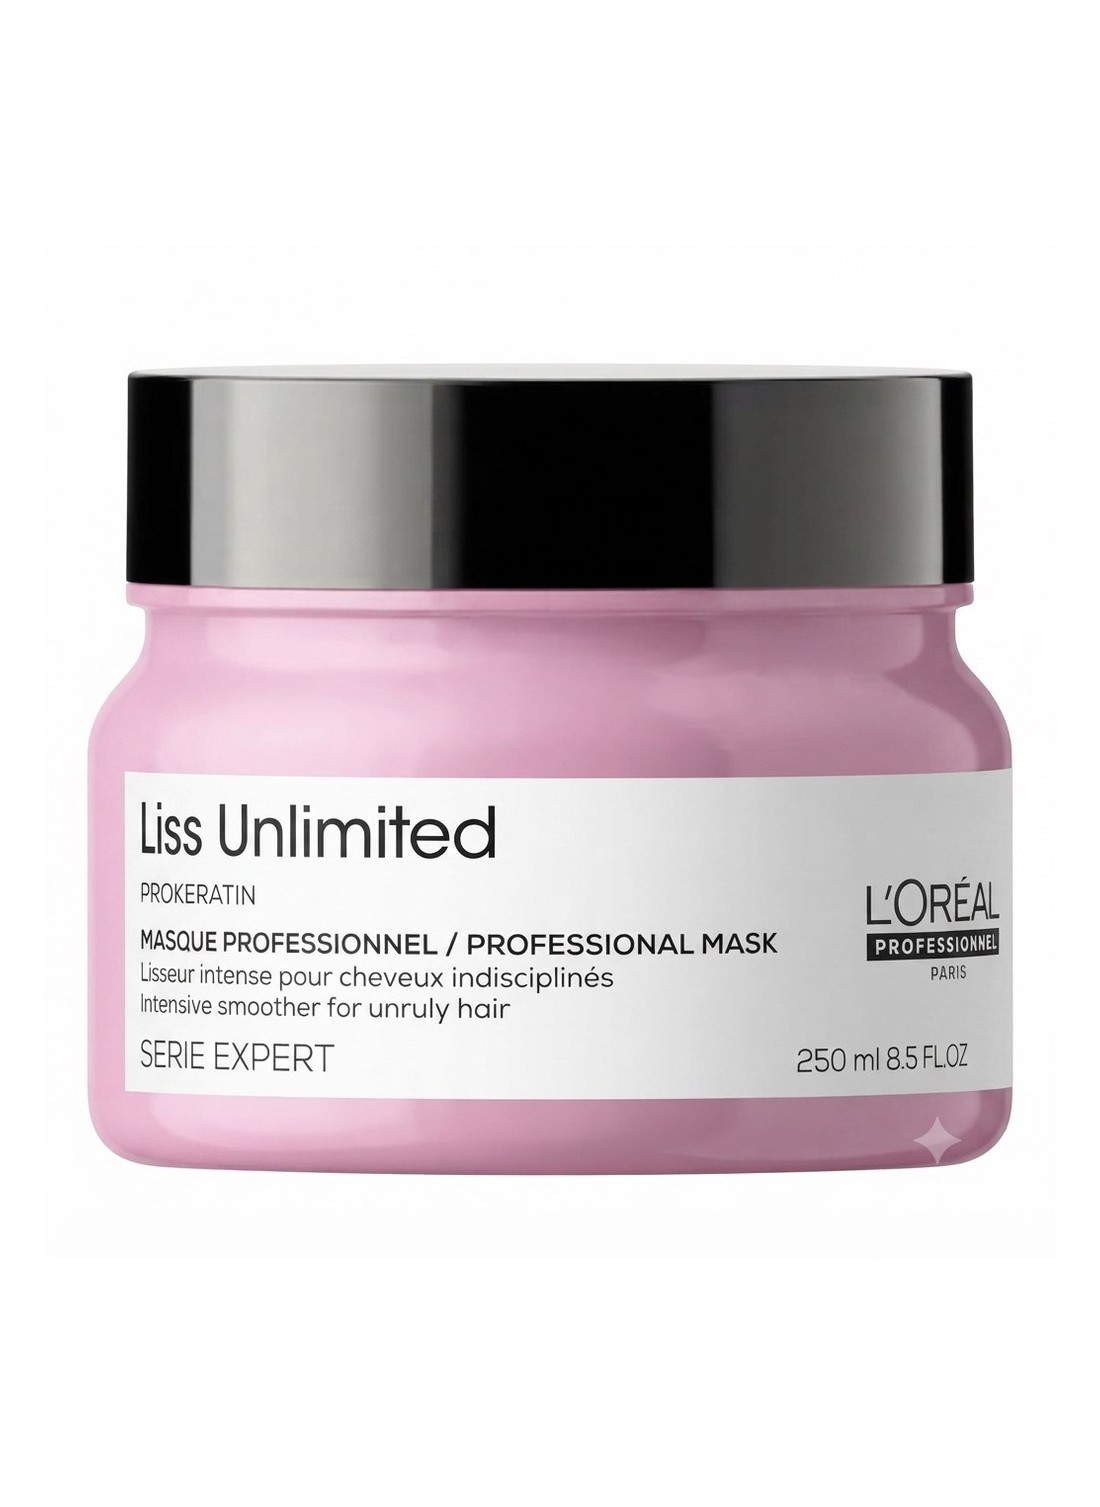 Liss Unlimited
PROKERATIN
MASQUE PROFESSIONNEL / PROFESSIONAL MASK
Lisseur intense pour cheveux indisciplinés
Intensive smoother for unruly hair
SERIE EXPERT
L'ORÉAL
PROFESSIONNEL
PARIS
250 ml 8.5 FL.OZ